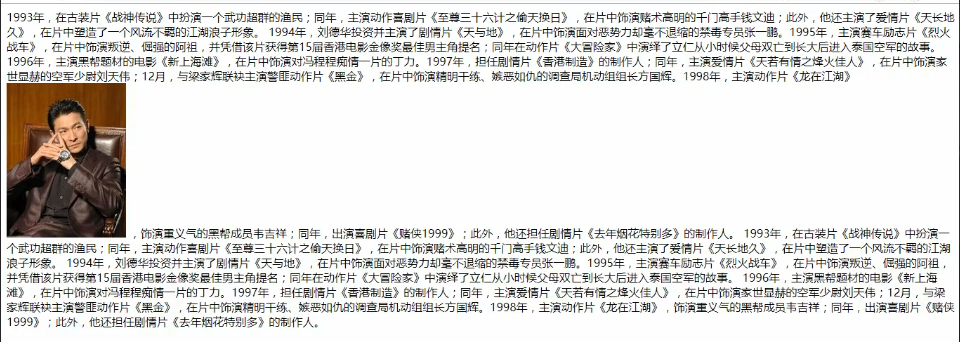 1993年，在古装片《战神传说》中扮演一个武功超群的渔民；同年，主演动作喜剧片《至尊三十六计之偷天换日》，在片中饰演赌术高明的千门高手钱文迪；此外，他还主演了爱情片《天长地
久》，在片中塑造了一个风流不羁的江湖浪子形象。 1994年，刘德华投资并主演了剧情片《天与地》，在片中饰演面对恶势力却毫不退缩的禁毒专员张一鹏。1995年，主演赛车励志片《烈火
战车》，在片中饰演叛逆、倔强的阿祖，并凭借该片获得第15届香港电影金像奖最佳男主角提名；同年在动作片《大冒险家》中演绎了立仁从小时候父母双亡到长大后进入泰国空军的故事。
1996年，主演黑帮题材的电影《新上海滩》，在片中饰演对冯程程痴情一片的丁力。1997年，担任剧情片《香港制造》的制作人；同年，主演爱情片《天若有情之烽火佳人》，在片中饰演家
世显赫的空军少尉刘天伟；12月，与梁家辉联袂主演警匪动作片《黑金》，在片中饰演精明干练、嫉恶如仇的调查局机动组组长方国辉。1998年，主演动作片《龙在江湖》
，饰演重义气的黑帮成员韦吉祥；同年，出演喜剧片《赌侠1999》；此外，他还担任剧情片《去年烟花特别多》的制作人。 1993年，在古装片《战神传说》中扮演一
个武功超群的渔民；同年，主演动作喜剧片《至尊三十六计之偷天换日》，在片中饰演赌术高明的千门高手钱文迪；此外，他还主演了爱情片《天长地久》，在片中塑造了一个风流不羁的江湖
浪子形象。 1994年，刘德华投资并主演了剧情片《天与地》，在片中饰演面对恶势力却毫不退缩的禁毒专员张一鹏。1995年，主演赛车励志片《烈火战车》，在片中饰演叛逆、倔强的阿祖，
并凭借该片获得第15届香港电影金像奖最佳男主角提名；同年在动作片《大冒险家》中演绎了立仁从小时候父母双亡到长大后进入泰国空军的故事。 1996年，主演黑帮题材的电影《新上海
滩》，在片中饰演对冯程程痴情一片的丁力。1997年，担任剧情片《香港制造》的制作人；同年，主演爱情片《天若有情之烽火佳人》，在片中饰演家世显赫的空军少尉刘天伟；12月，与梁
家辉联袂主演警匪动作片《黑金》，在片中饰演精明干练、嫉恶如仇的调查局机动组组长方国辉。1998年，主演动作片《龙在江湖》，饰演重义气的黑帮成员韦吉祥；同年，出演喜剧片《赌侠
1999》；此外，他还担任剧情片《去年烟花特别多》的制作人。